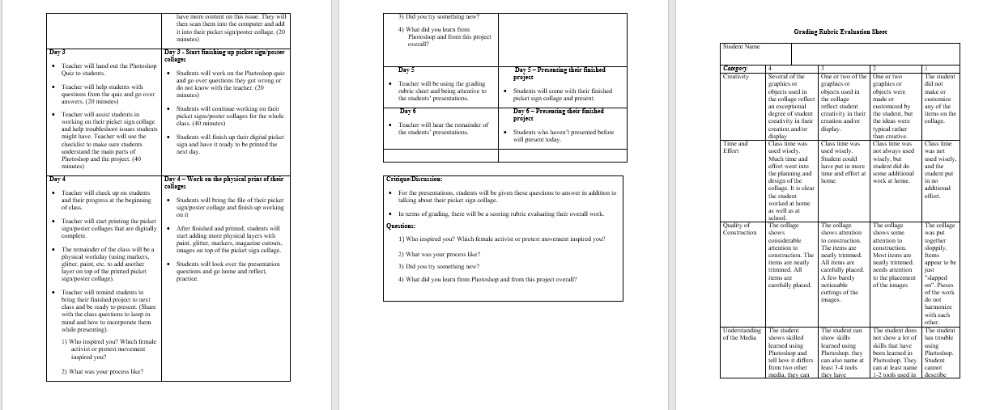 have more content on this issue. They will
then scan them into the computer and add
it into their picket sign/poster collage. (20
minutes)
Day 3
Teacher will hand out the Photoshop
Quiz to students.
Teacher will help students with
questions from the quiz and go over
answers. (20 minutes)
Teacher will assist students in
working on their picket sign collage
and help troubleshoot issues students
might have. Teacher will use the
checklist to make sure students
understand the main parts of
Photoshop and the project. (40
minutes)
Day 3 - Start finishing up picket sign/poster
collages
Students will work on the Photoshop quiz
and go over questions they got wrong or
do not know with the teacher. (20
minutes)
Students will continue working on their
picket signs/poster collages for the whole
class. (40 minutes)
Students will finish up their digital picket
sign and have it ready to be printed the
next day.
Day 4
Teacher will check up on students
and their progress at the beginning
of class.
Teacher will start printing the picket
sign/poster collages that are digitally
complete.
The remainder of the class will be a
physical workday (using markers,
glitter, paint, etc. to add another
layer on top of the printed picket
sign/poster collage).
Teacher will remind students to
bring their finished project to next
class and be ready to present. (Share
with the class questions to keep in
mind and how to incorporate them
while presenting).
1) Who inspired you? Which female
activist or protest movement
inspired you?
2) What was your process like?
Day 4 – Work on the physical print of their
collages
Students will bring the file of their picket
sign/poster collage and finish up working
on it
After finished and printed, students will
start adding more physical layers with
paint, glitter, markers, magazine cutouts,
images on top of the picket sign collage.
Students will look over the presentation
questions and go home and reflect,
practice.
3) Did you try something new?
4) What did you learn from
Photoshop and from this project
overall?
Day 5
Teacher will be using the grading
rubric sheet and being attentive to
the students' presentations.
Day 5 – Presenting their finished
project
Students will come with their finished
picket sign collage and present.
Day 6
Teacher will hear the remainder of
the students' presentations.
Day 6 – Presenting their finished
project
Students who haven't presented before
will present today.
Critique/Discussion:
For the presentations, students will be given these questions to answer in addition to
talking about their picket sign collage.
In terms of grading, there will be a scoring rubric evaluating their overall work.
Questions:
1) Who inspired you? Which female activist or protest movement inspired you?
2) What was your process like?
3) Did you try something new?
4) What did you learn from Photoshop and from this project overall?
Grading Rubric Evaluation Sheet
Student Name
Category
4
3
2
1
Creativity
Several of the
graphics or
objects used in
the collage reflect
an exceptional
degree of student
creativity in their
creation and/or
display
One or two of the
graphics or
objects used in
the collage
reflect student
creativity in their
creation and/or
display.
One or two
graphics or
objects were
made or
customized by
the student, but
the ideas were
typical rather
than creative.
The student
did not
make or
customize
any of the
items on the
collage.
Time and
Effort
Class time was
used wisely.
Much time and
effort went into
the planning and
design of the
collage. It is clear
the student
worked at home
as well as at
school.
Class time was
used wisely.
Student could
have put in more
time and effort at
home.
Class time was
not always used
wisely, but
student did do
some additional
work at home.
Class time
was not
used wisely,
and the
student put
in no
additional
effort.
Quality of
Construction
The collage
shows
considerable
attention to
construction. The
items are neatly
trimmed. All
items are
carefully placed.
The collage
shows attention
to construction.
The items are
neatly trimmed.
All items are
carefully placed.
A few barely
noticeable
cuttings of the
images.
The collage
shows some
attention to
construction.
Most items are
neatly trimmed.
needs attention
to the placement
of the images
The collage
was put
together
sloppily.
Items
appear to be
just
"slapped
on". Pieces
of the work
do not
harmonize
with each
other.
Understanding
of the Media
The student
shows skilled
learned using
Photoshop and
tell how it differs
from two other
media. they can
The student can
show skills
learned using
Photoshop. they
can also name at
least 3-4 tools
they have
The student does
not show a lot of
skills that have
been learned in
Photoshop. They
can at least name
1-2 tools used in
The student
has trouble
using
Photoshop.
Student
cannot
describe